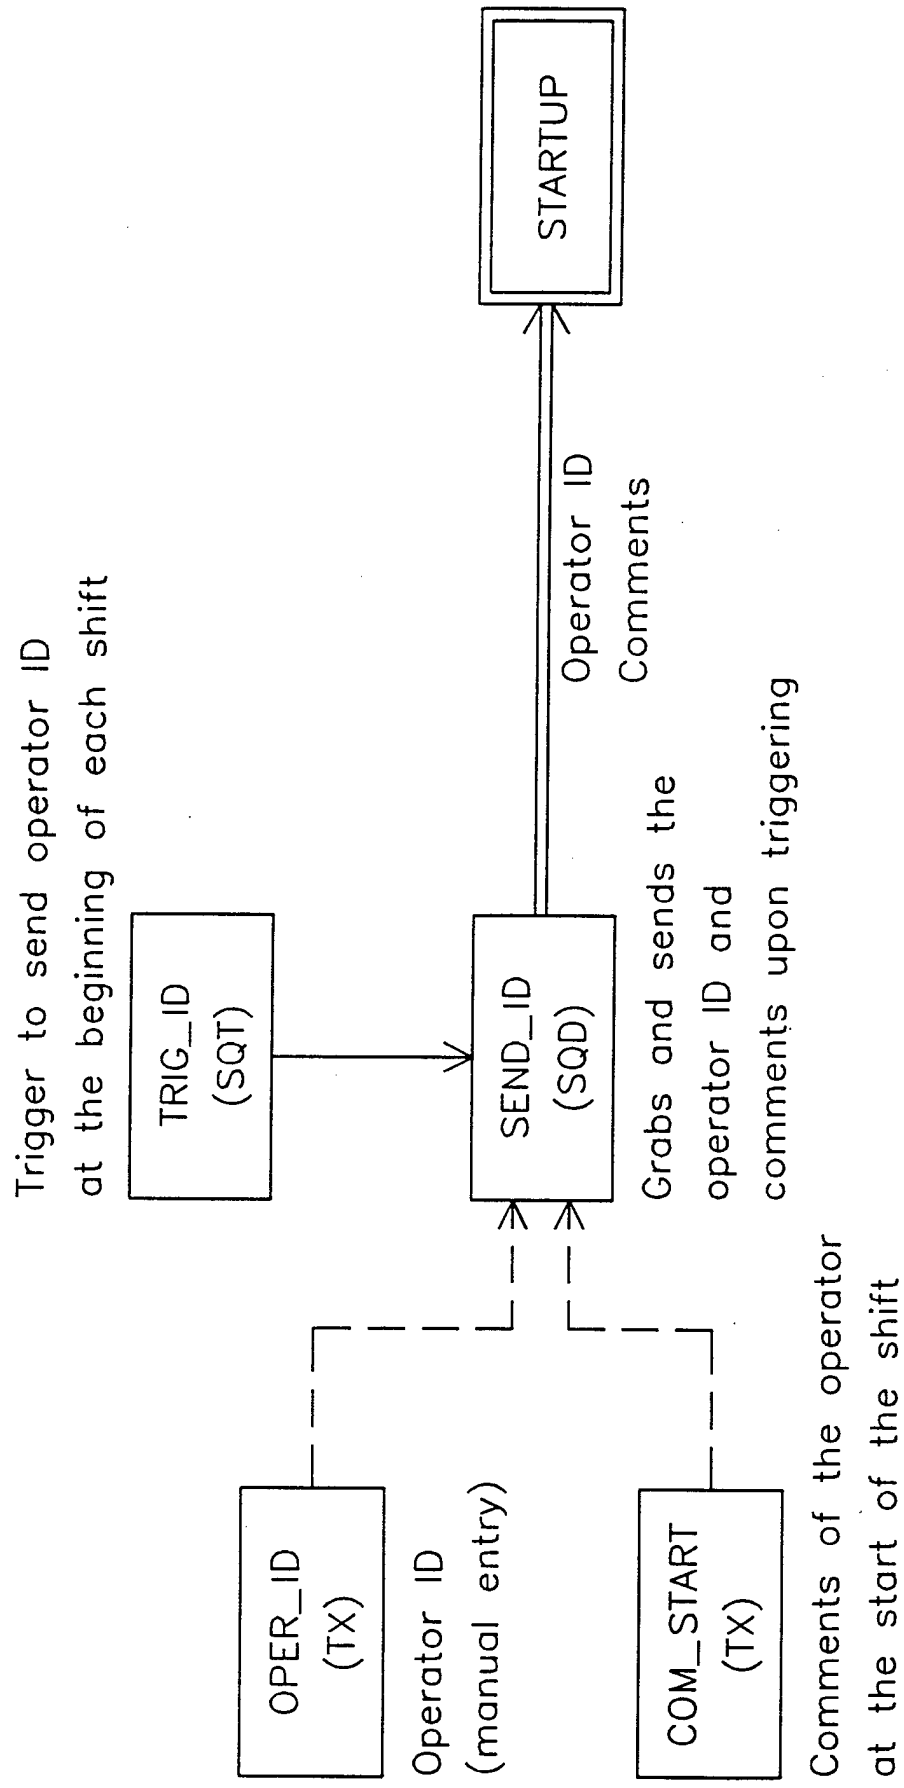 Trigger to send operator ID
at the beginning of each shift
TRIG_ID
(SQT)
OPER_ID
(TX)
Operator ID
(manual entry)
SEND_ID
(SQD)
STARTUP
Operator ID
Comments
Grabs and sends the
operator ID and
comments upon triggering
COM_START
(TX)
Comments of the operator
at the start of the shift